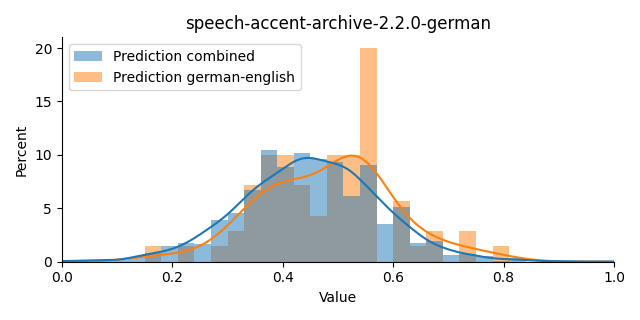 speech-accent-archive-2.2.0-german
Prediction combined
Prediction german-english
Percent
20
15
10
5
0
0.0 0.2 0.4 0.6 0.8 1.0
Value